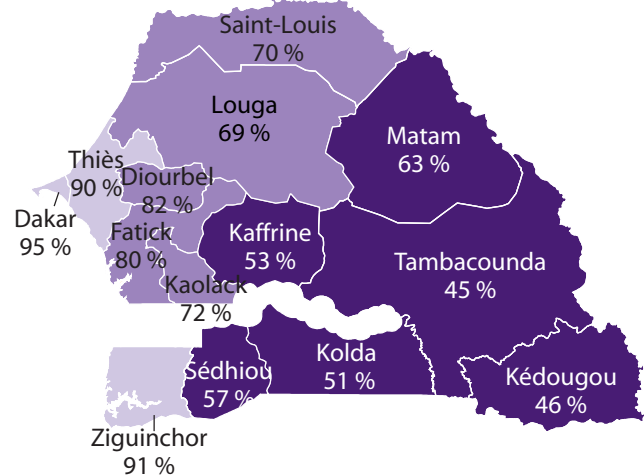 Saint-Louis
70 %
Louga
69 %
Matam
63 %
Thiès
90 %
Diourbel
82 %
Dakar
95 %
Fatick
80 %
Kaffrine
53 %
Tambacounda
45 %
Kaolack
72 %
Sédhiou
57 %
Kolda
51 %
Kédougou
46 %
Ziguinchor
91 %